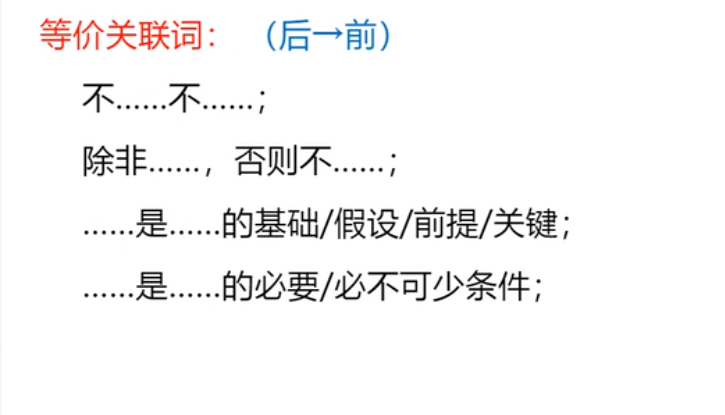 等价关联词：（后→前）
不……不……；
除非……，否则不……；
……是……的基础/假设/前提/关键；
……是……的必要/必不可少条件；